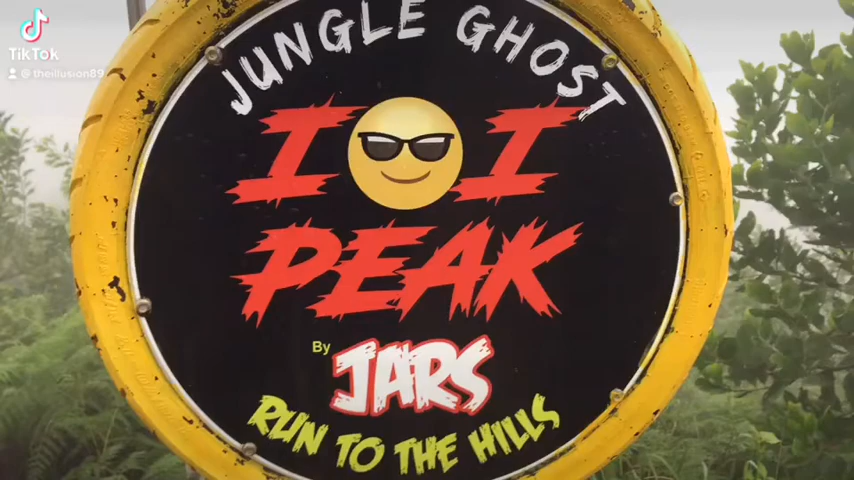 TikTok
@theillusion89
JUNGLE GHOST
I😎I
PEAK
By JARS
RUN TO THE HILLS